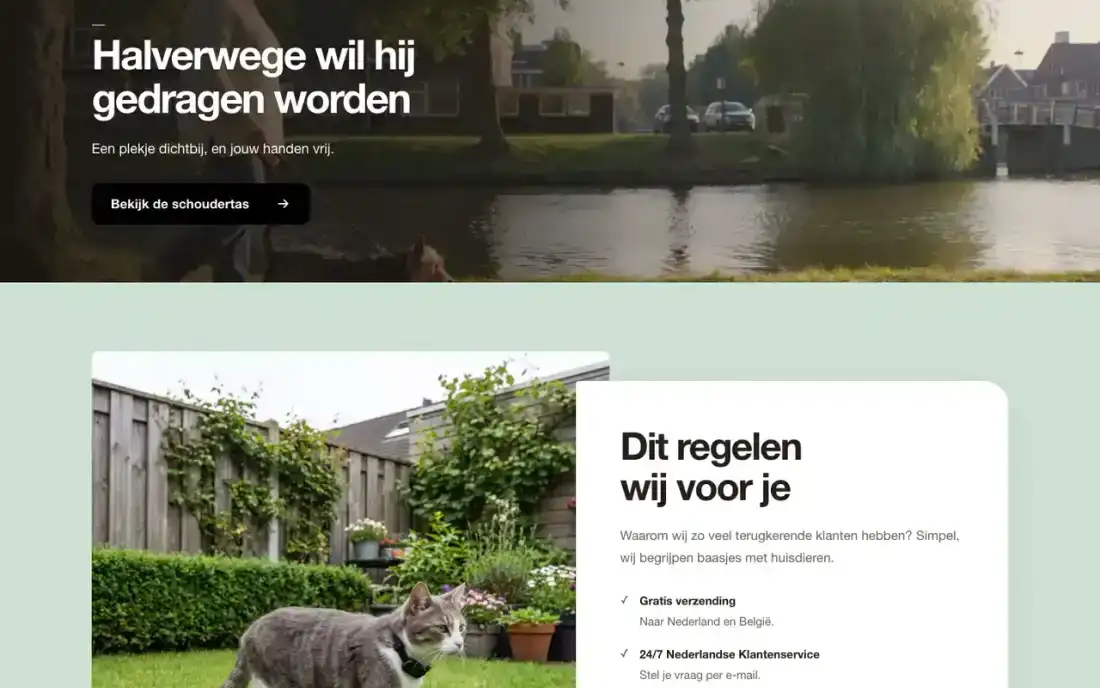 Halverwege wil hij
gedragen worden
Een plekje dichtbij, en jouw handen vrij.
Bekijk de schoudertas →
Dit regelen
wij voor je
Waarom wij zo veel terugkerende klanten hebben? Simpel,
wij begrijpen baasjes met huisdieren.
✓ Gratis verzending
Naar Nederland en België.
✓ 24/7 Nederlandse Klantenservice
Stel je vraag per e-mail.